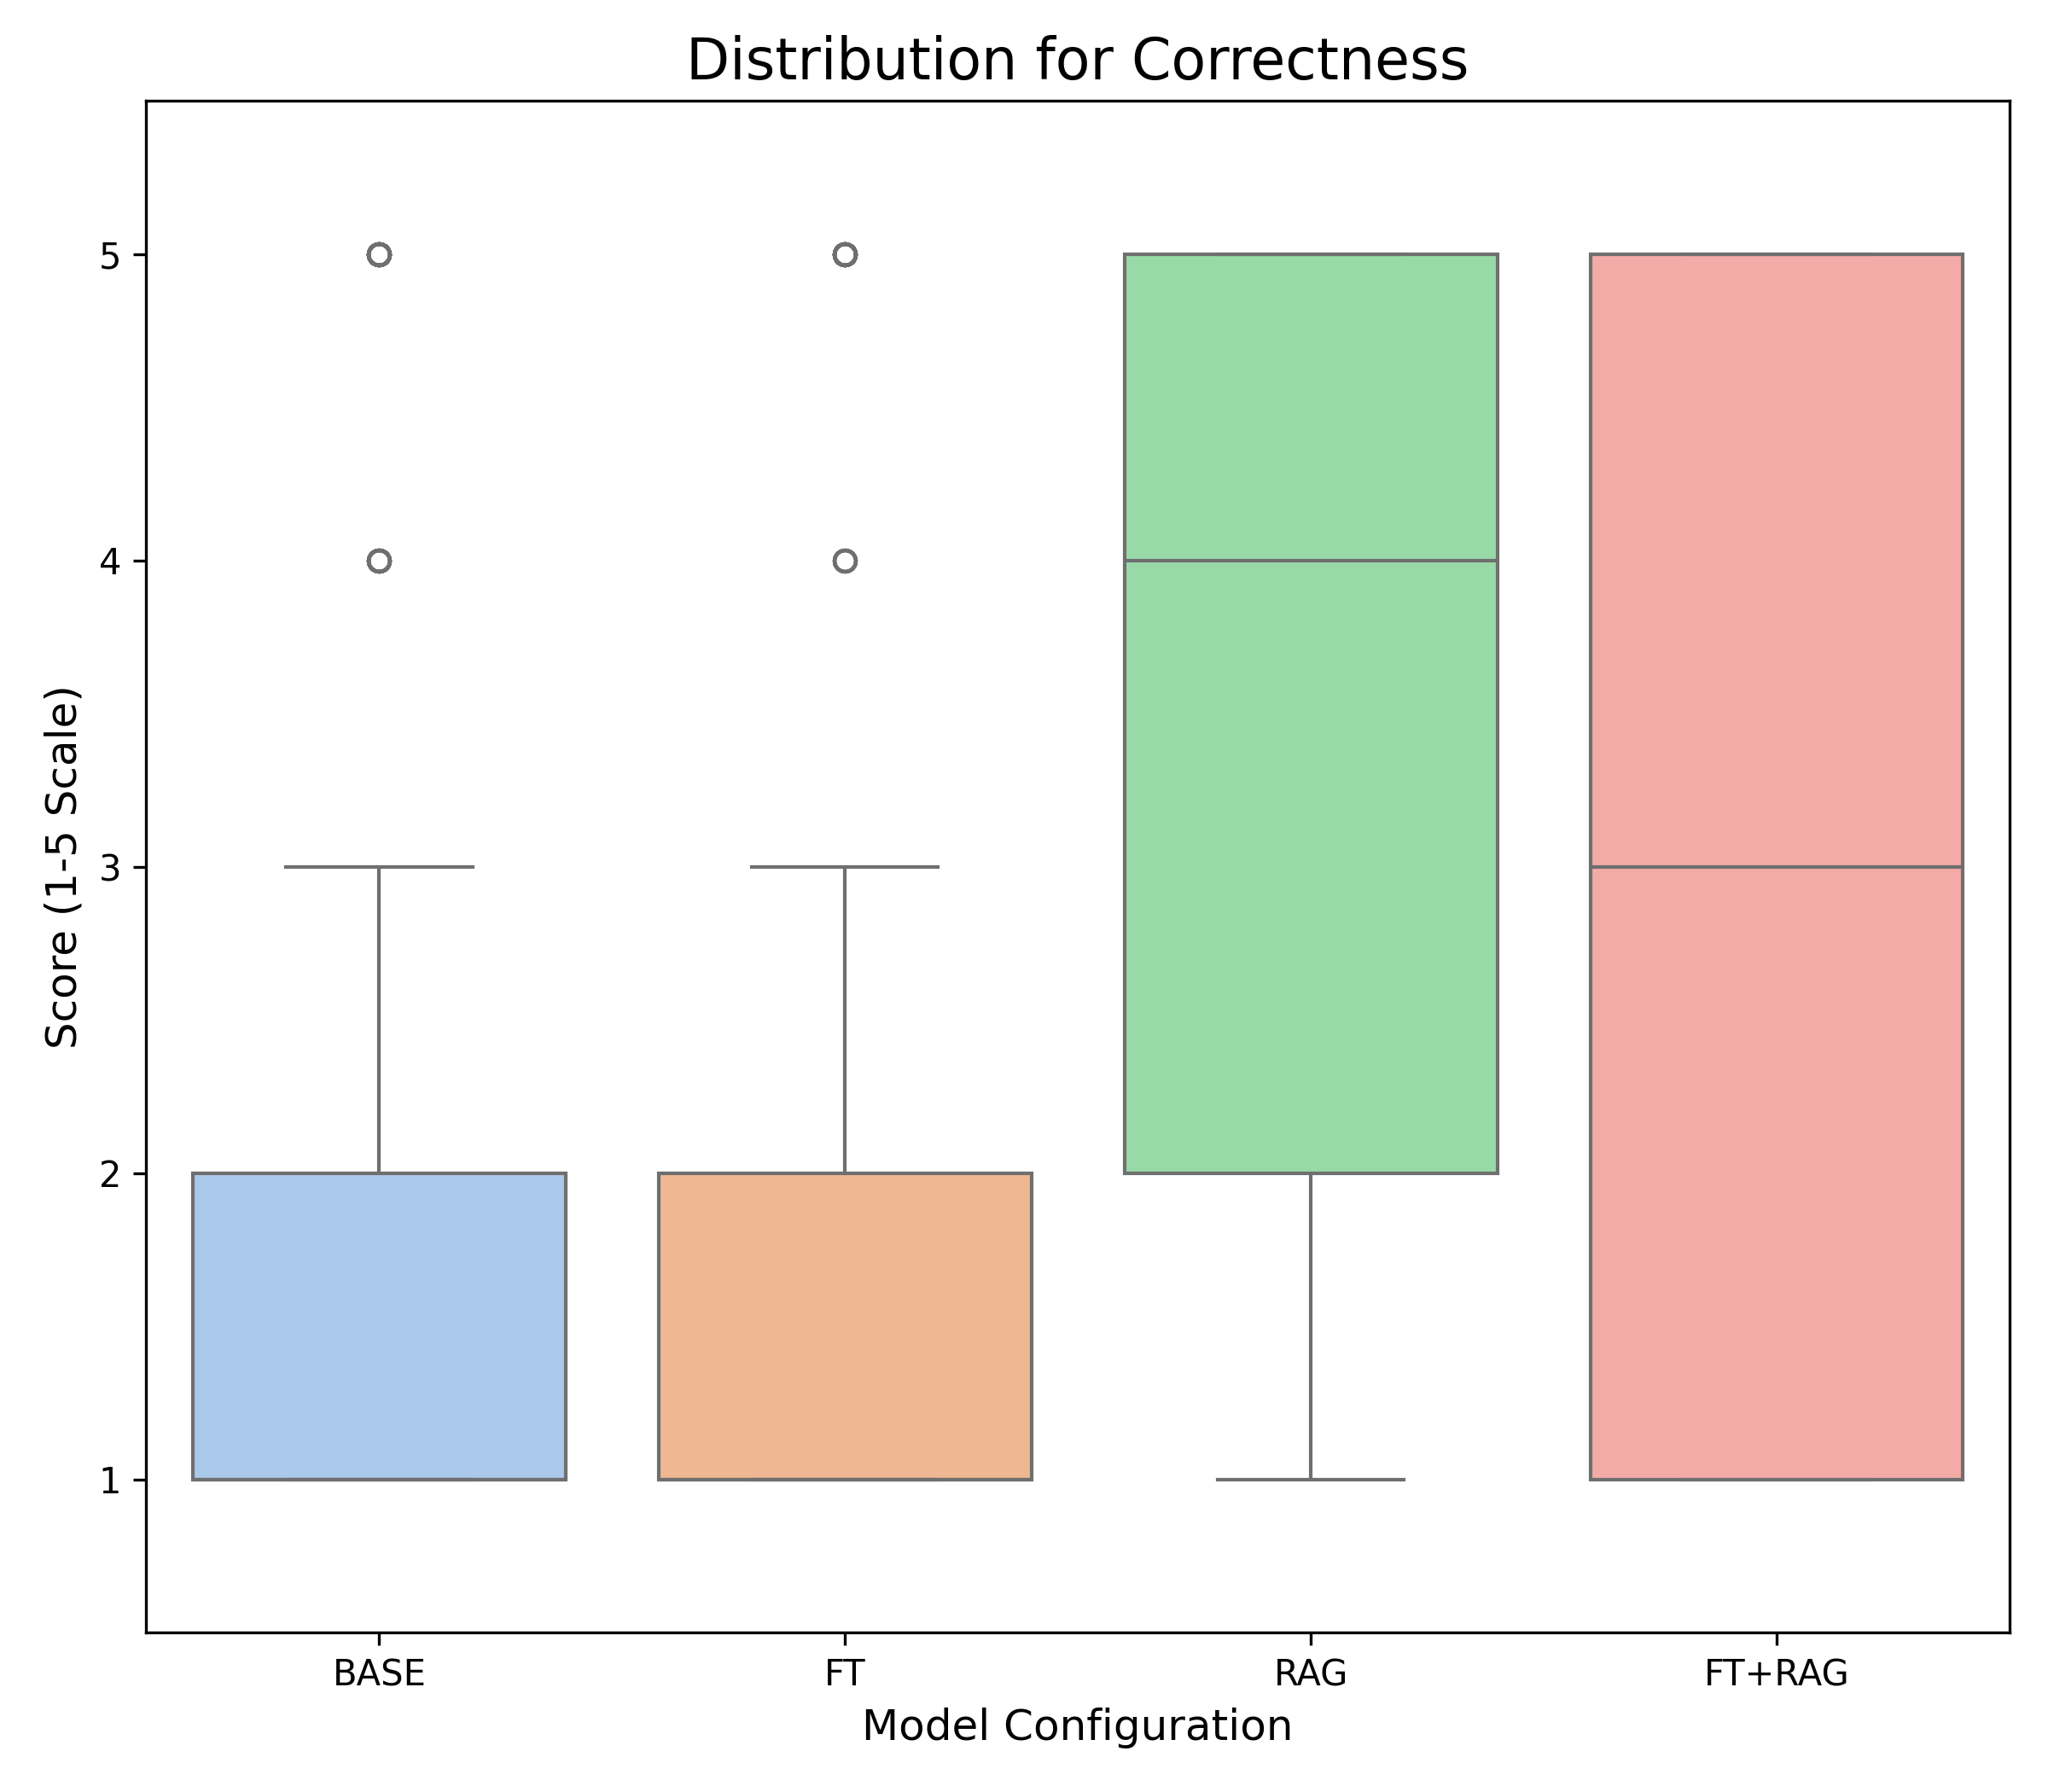 Distribution for Correctness
Score (1-5 Scale)
5
4
3
2
1
BASE FT RAG FT+RAG
Model Configuration